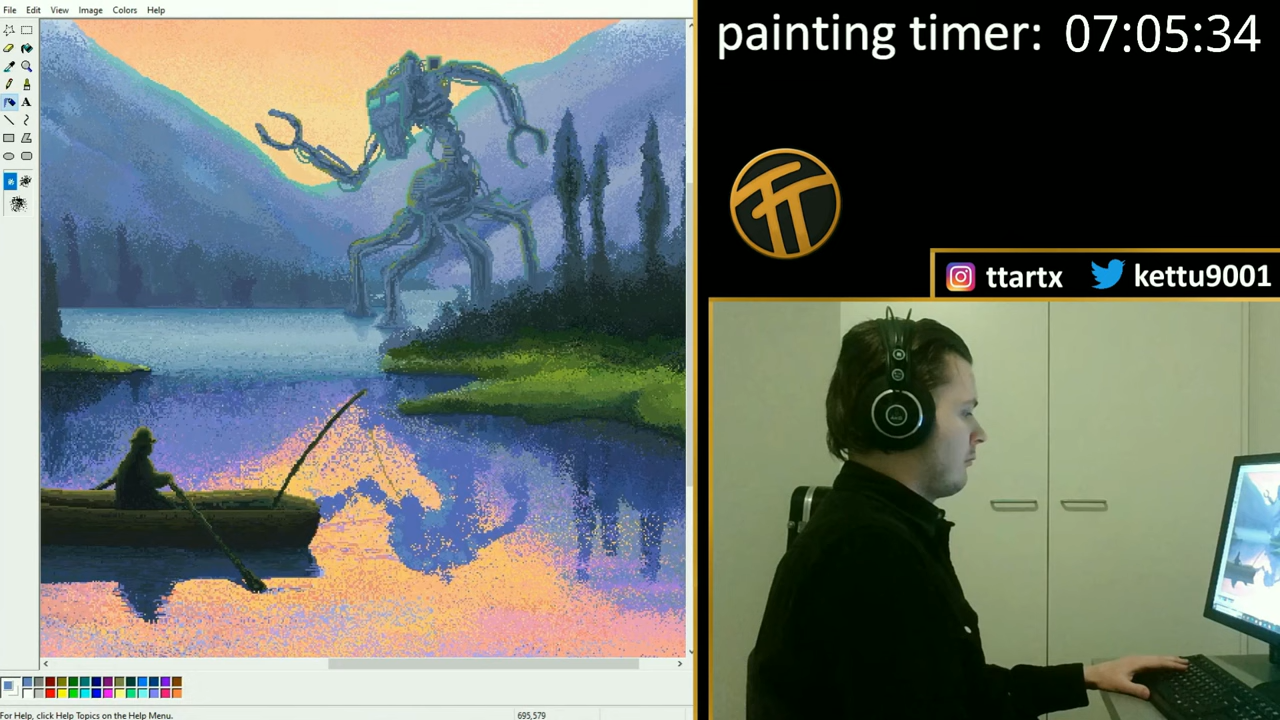 File Edit View Image Colors Help
A
painting timer: 07:05:34
TT
ttartx kettu9001
For Help, click Help Topics on the Help Menu.
695,579